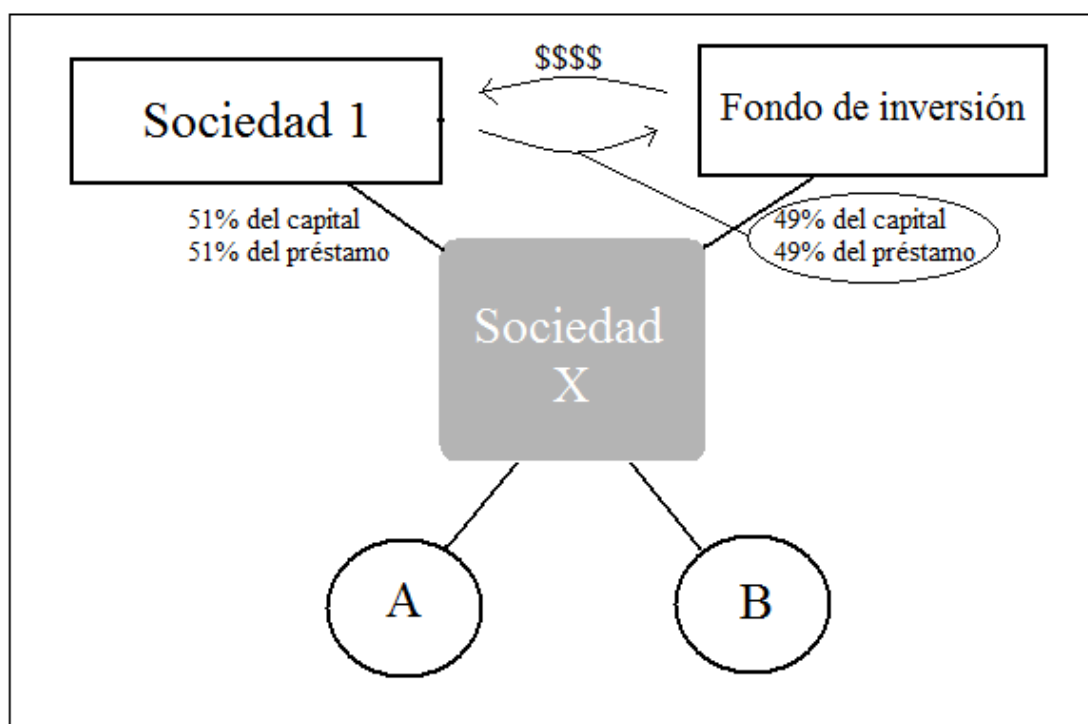 $$$$
Sociedad 1
Fondo de inversión
51% del capital
51% del préstamo
49% del capital
49% del préstamo
Sociedad
X
A
B